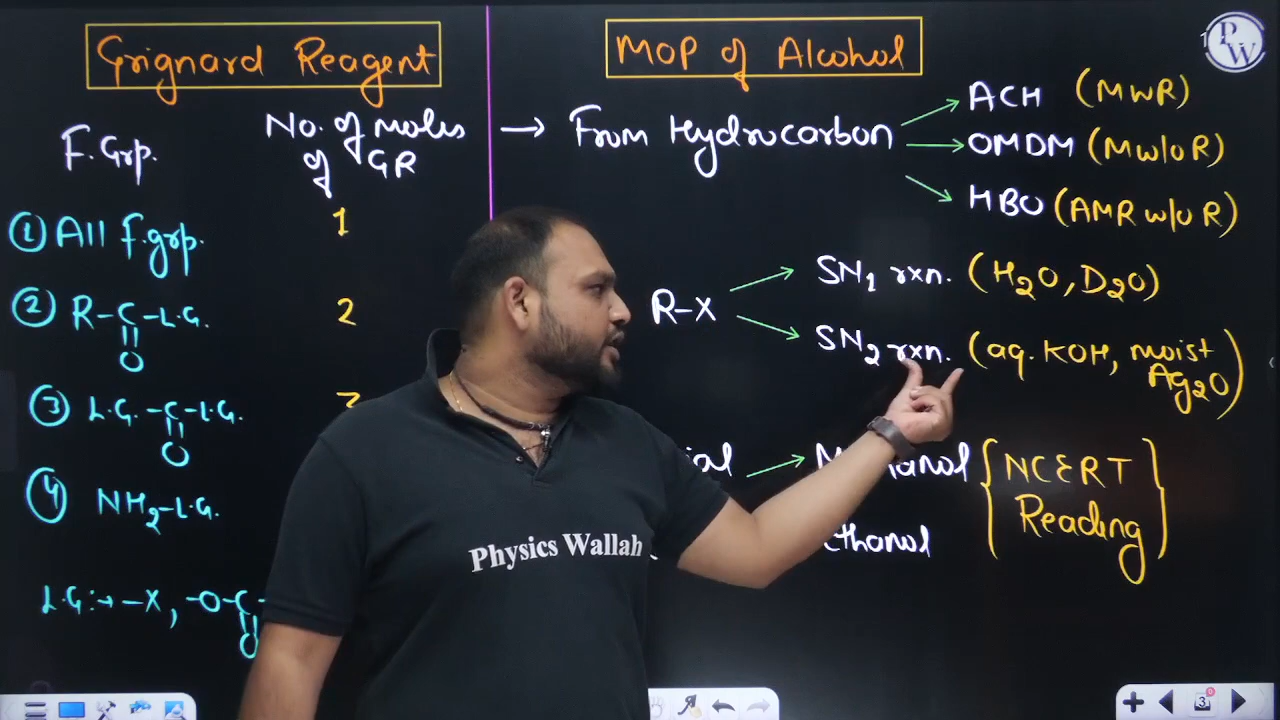 Grignard Reagent
F.Grp.
No. of moles
of GR
① All f.grp. 1
② R-C-L.G. 2
O
③ L.G.-C-L.G. 3
O
④ NH2-L.G.
L.G:→ -X, -O-C-
O
MOP of Alcohol
PW
→ From Hydrocarbon
ACH (MWR)
OMDM (MW/OR)
HBO (AMR W/O R)
R-X
SN1 rxn. (H2O, D2O)
SN2 rxn. (aq. KOH, moist
Ag2O)
{NCERT
Reading}
Physics Wallah
3